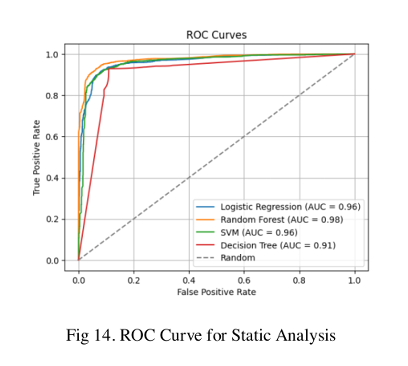 ROC Curves
1.0
0.8
0.6
0.4
0.2
0.0
True Positive Rate
Logistic Regression (AUC = 0.96)
Random Forest (AUC = 0.98)
SVM (AUC = 0.96)
Decision Tree (AUC = 0.91)
Random
0.0 0.2 0.4 0.6 0.8 1.0
False Positive Rate
Fig 14. ROC Curve for Static Analysis